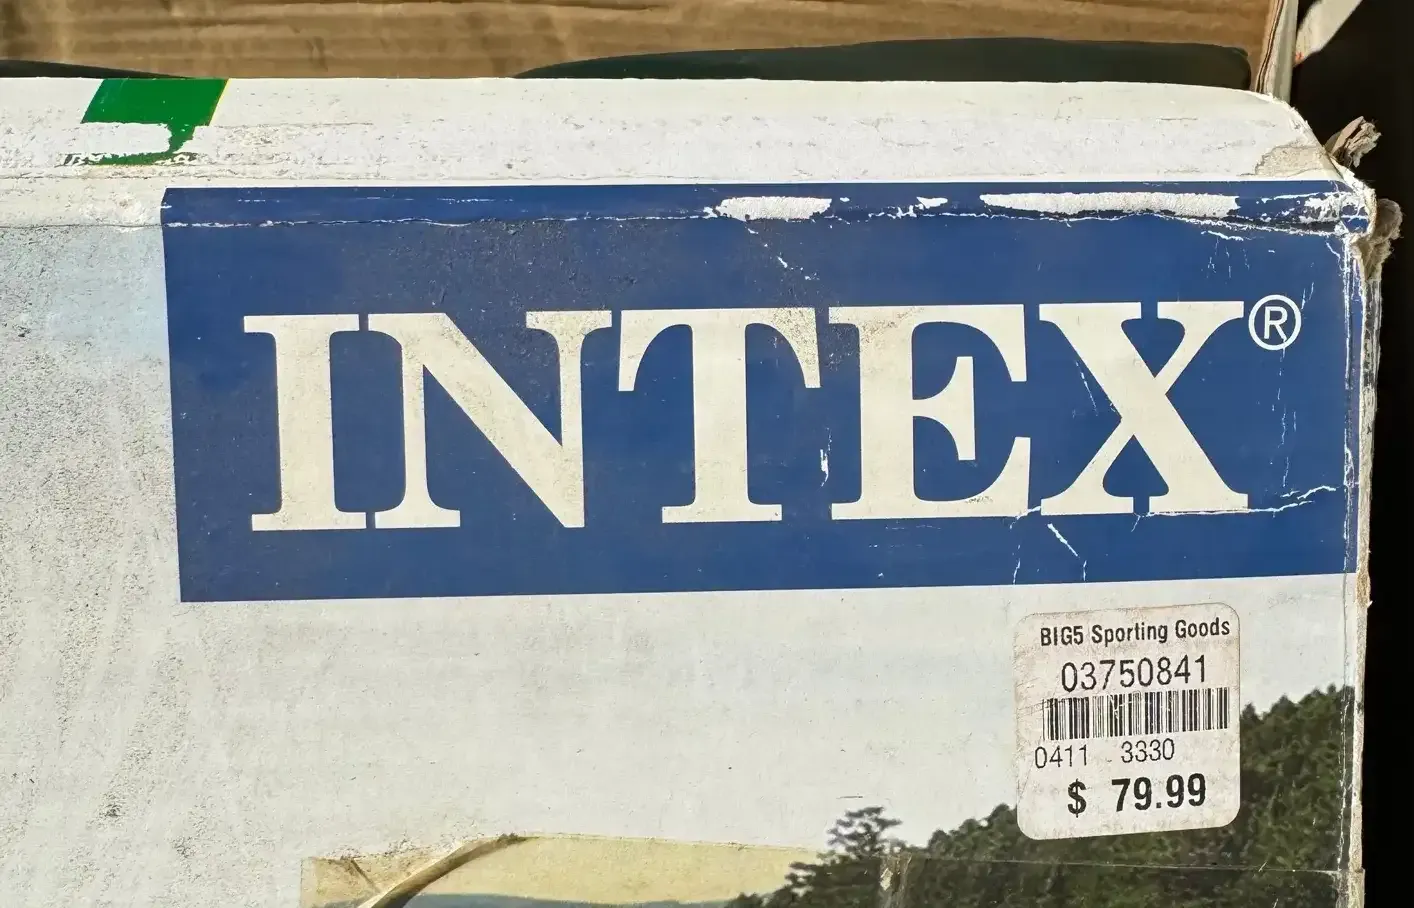 INTEX®
BIG5 Sporting Goods
03750841
0411 3330
$ 79.99